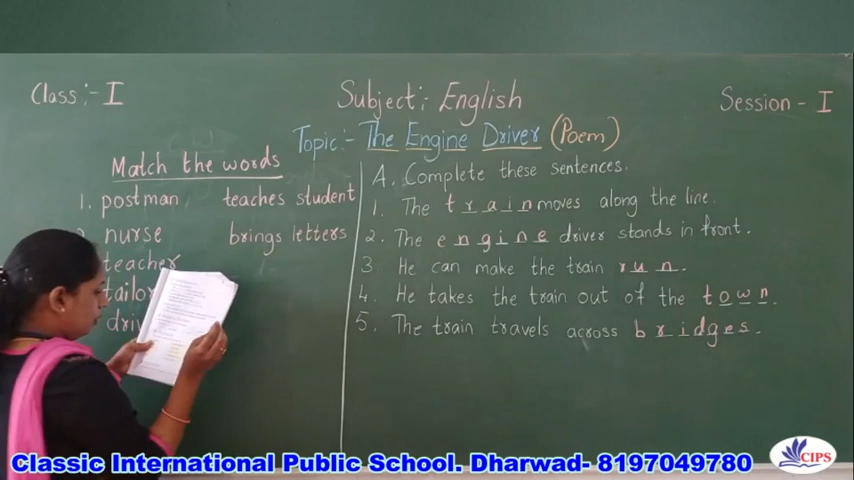 Class:- I
Subject: English
Session - I
Topic:- The Engine Driver (Poem)
Match the words
1. postman teaches student
nurse brings letters
teacher
tailor
A. Complete these sentences.
1. The train moves along the line.
2. The engine driver stands in front.
3 He can make the train run.
4. He takes the train out of the town.
5. The train travels across bridges.
Classic International Public School. Dharwad- 8197049780
CIPS